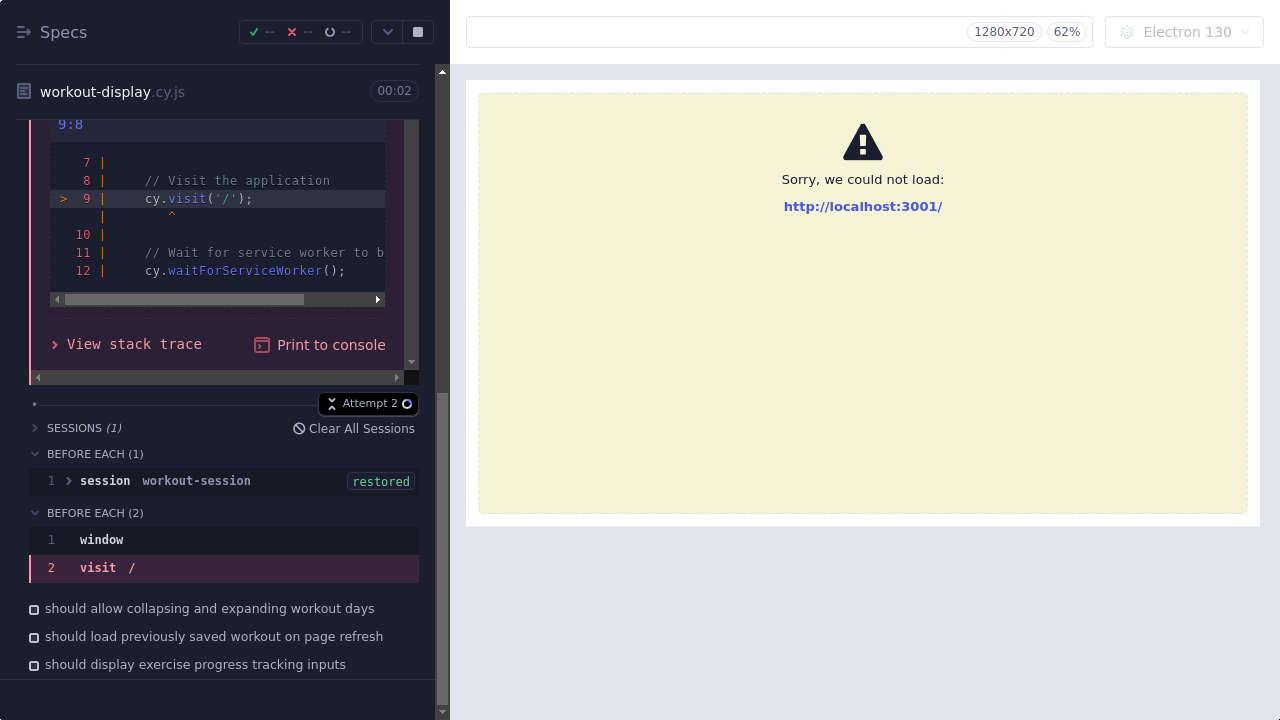 Specs
-- -- --
workout-display.cy.js 00:02
9:8
7 |
8 | // Visit the application
> 9 | cy.visit('/');
| ^
10 |
11 | // Wait for service worker to b
12 | cy.waitForServiceWorker();
View stack trace
Print to console
Attempt 2
SESSIONS (1)
Clear All Sessions
BEFORE EACH (1)
1 session workout-session restored
BEFORE EACH (2)
1 window
2 visit /
should allow collapsing and expanding workout days
should load previously saved workout on page refresh
should display exercise progress tracking inputs
1280x720 62%
Electron 130
Sorry, we could not load:
http://localhost:3001/